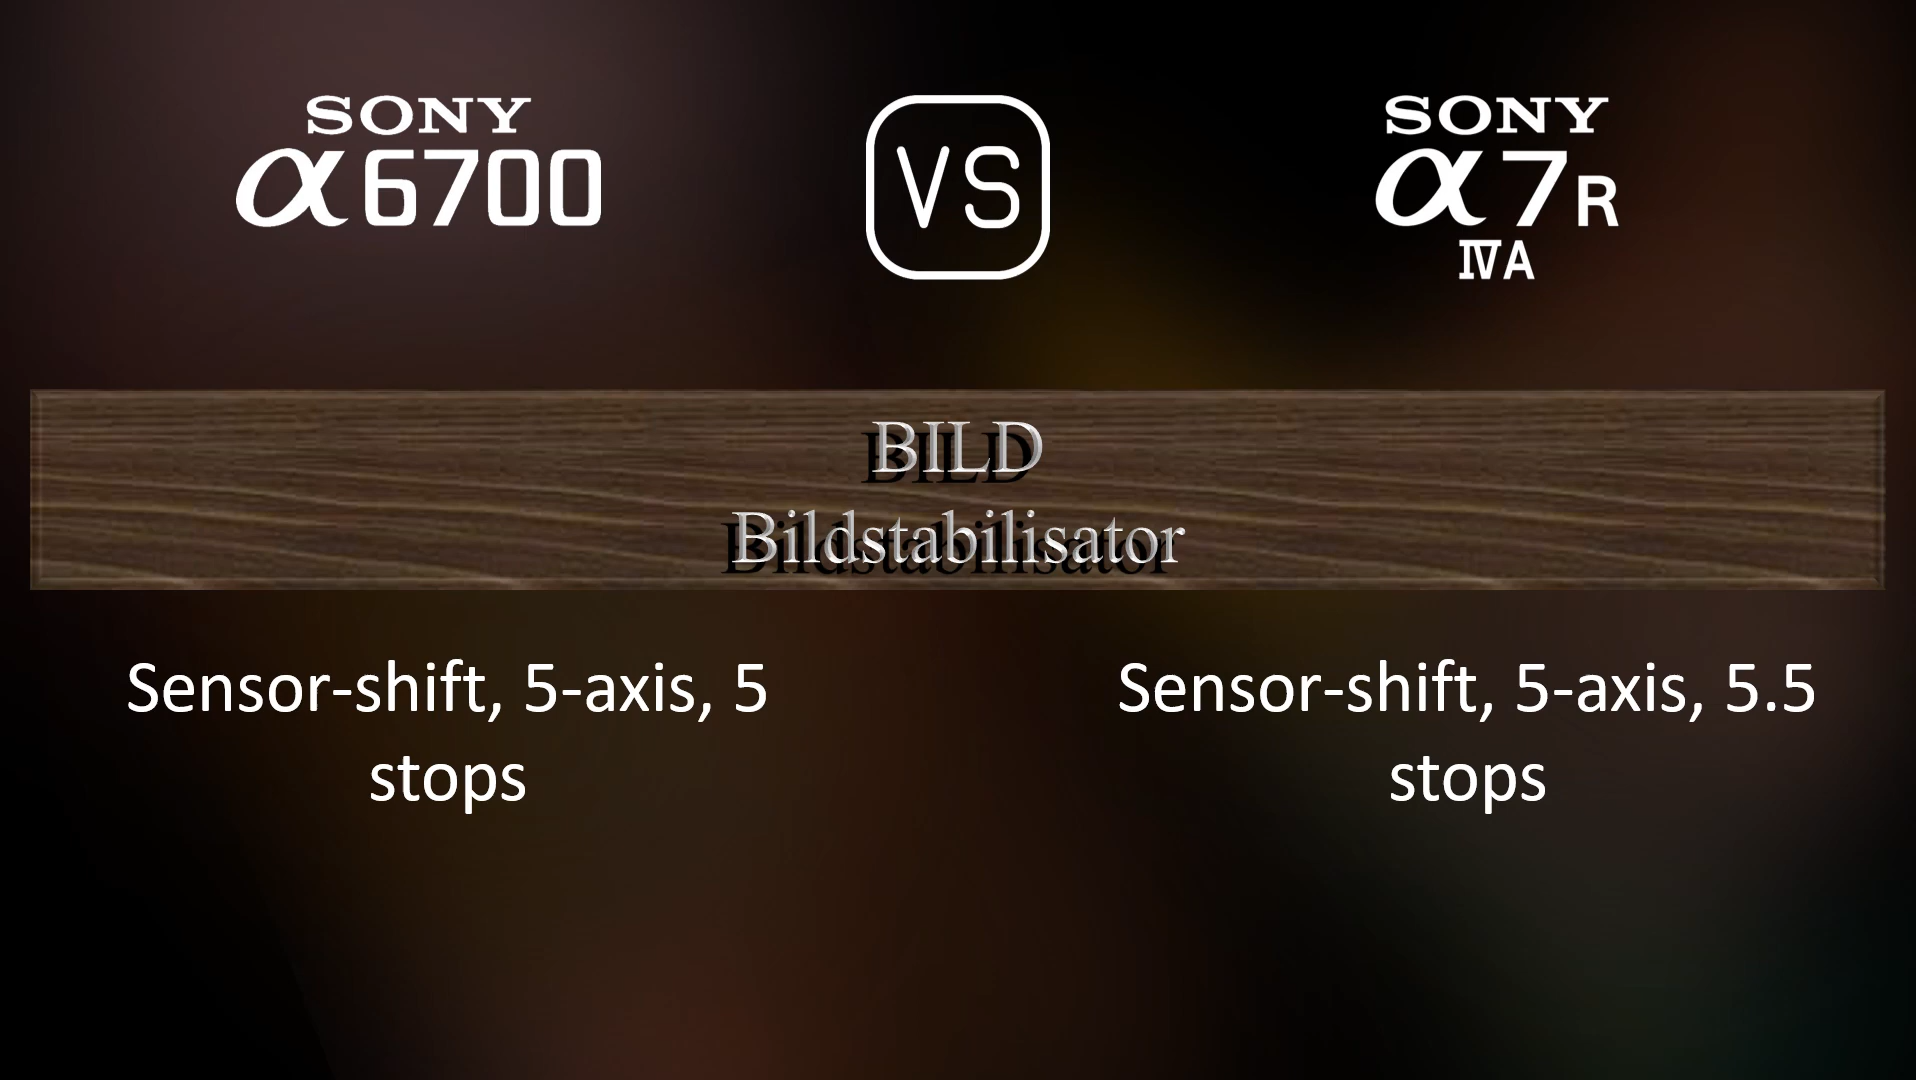 SONY
α6700
VS
SONY
α7R
IVA
BILD
Bildstabilisator
Sensor-shift, 5-axis, 5
stops
Sensor-shift, 5-axis, 5.5
stops